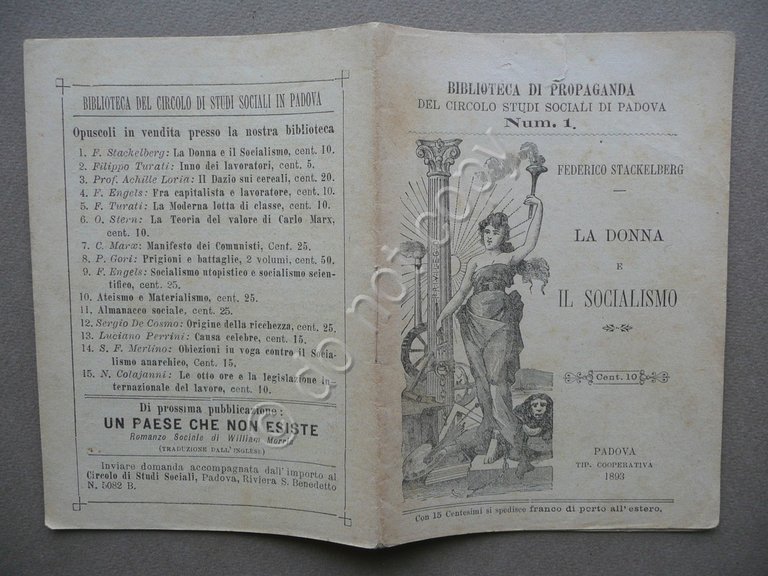 BIBLIOTECA DEL CIRCOLO DI STUDI SOCIALI IN PADOVA
Opuscoli in vendita presso la nostra biblioteca
1. F. Stackelberg: La Donna e il Socialismo, cent. 10.
2. Filippo Turati: Inno dei lavoratori, cent. 5.
3. Prof. Achille Loria: Il Dazio sui cereali, cent. 20.
4. F. Engels: Fra capitalista e lavoratore, cent. 10.
5. F. Turati: La Moderna lotta di classe, cent. 10.
6. O. Stern: La Teoria del valore di Carlo Marx,
cent. 10.
7. C. Marx: Manifesto dei Comunisti, Cent. 25.
8. P. Gori: Prigioni e battaglie, 2 volumi, cent. 50.
9. F. Engels: Socialismo utopistico e socialismo scien-
tifico, cent. 25.
10. Ateismo e Materialismo, cent. 25.
11. Almanacco sociale, cent. 25.
12. Sergio De Cosmo: Origine della ricchezza, cent. 25.
13. Luciano Perrini: Causa celebre, cent. 15.
14. S. F. Merlino: Obiezioni in voga contro il Socia-
lismo anarchico, Cent. 15.
15. N. Colajanni: Le otto ore e la legislazione in-
ternazionale del lavoro, cent. 10.
Di prossima pubblicazione:
UN PAESE CHE NON ESISTE
Romanzo Sociale di William Morris
(TRADUZIONE DALL'INGLESE)
Inviare domanda accompagnata dall'importo al
Circolo di Studi Sociali, Padova, Riviera S. Benedetto
N. 5082 B.
BIBLIOTECA DI PROPAGANDA
DEL CIRCOLO STUDI SOCIALI DI PADOVA
Num. 1.
FEDERICO STACKELBERG
LA DONNA
E
IL SOCIALISMO
Cent. 10
PADOVA
TIP. COOPERATIVA
1893
Con 15 Centesimi si spedisce franco di porto all'estero.
© do not copy